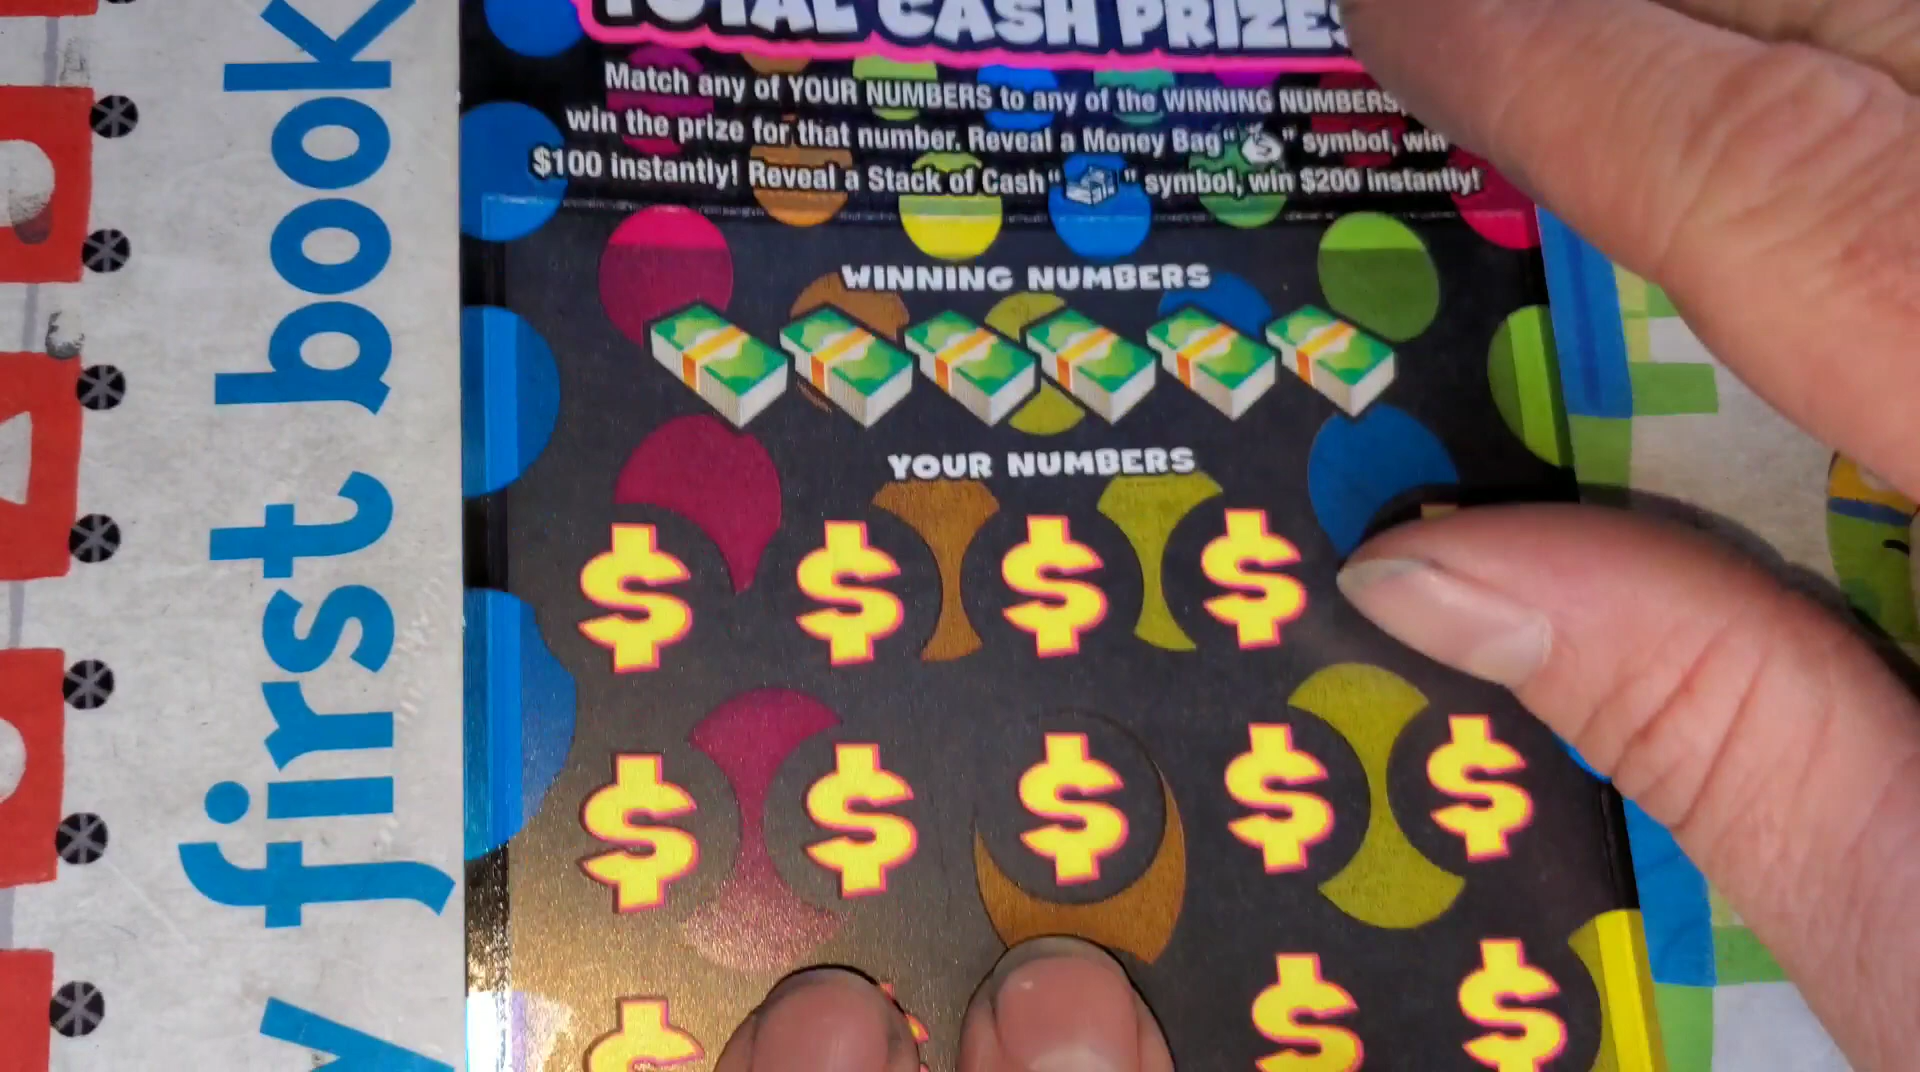 TOTAL CASH PRIZES
Match any of YOUR NUMBERS to any of the WINNING NUMBERS,
win the prize for that number. Reveal a Money Bag " " symbol, win
$100 instantly! Reveal a Stack of Cash " " symbol, win $200 instantly!
WINNING NUMBERS
YOUR NUMBERS
$ $ $ $
$ $ $ $ $
$ $ $
y first book